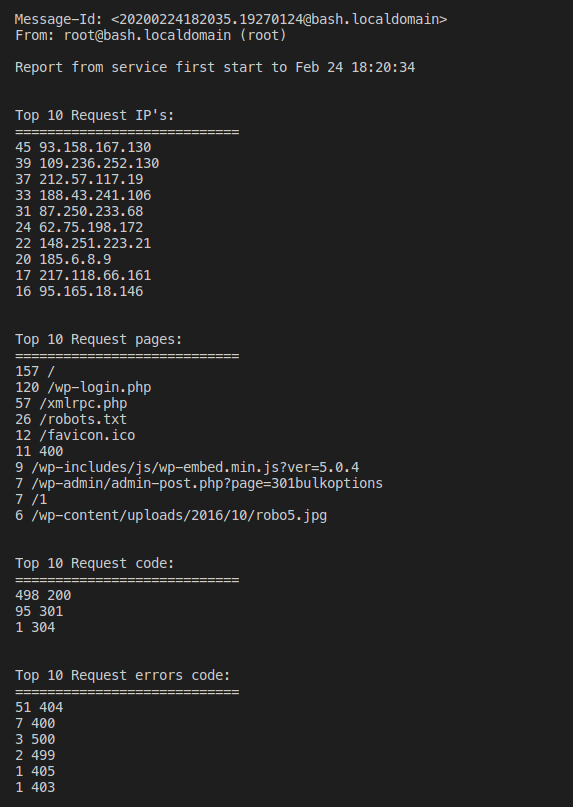 Message-Id: <20200224182035.19270124@bash.localdomain>
From: root@bash.localdomain (root)
Report from service first start to Feb 24 18:20:34
Top 10 Request IP's:
============================
45 93.158.167.130
39 109.236.252.130
37 212.57.117.19
33 188.43.241.106
31 87.250.233.68
24 62.75.198.172
22 148.251.223.21
20 185.6.8.9
17 217.118.66.161
16 95.165.18.146
Top 10 Request pages:
============================
157 /
120 /wp-login.php
57 /xmlrpc.php
26 /robots.txt
12 /favicon.ico
11 400
9 /wp-includes/js/wp-embed.min.js?ver=5.0.4
7 /wp-admin/admin-post.php?page=301bulkoptions
7 /1
6 /wp-content/uploads/2016/10/robo5.jpg
Top 10 Request code:
============================
498 200
95 301
1 304
Top 10 Request errors code:
============================
51 404
7 400
3 500
2 499
1 405
1 403